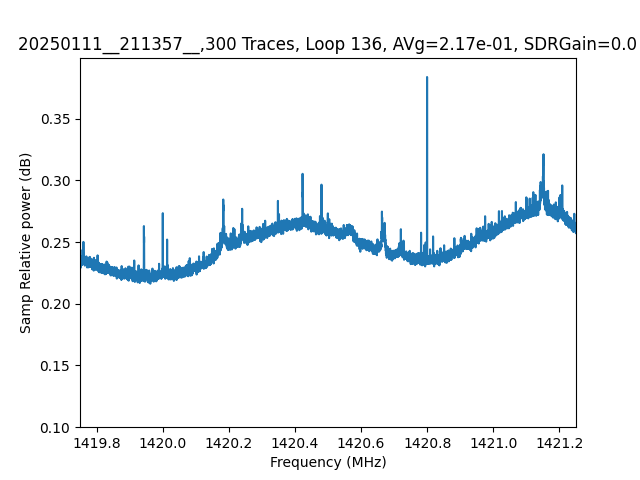 20250111__211357__,300 Traces, Loop 136, AVg=2.17e-01, SDRGain=0.0
Samp Relative power (dB)
0.35
0.30
0.25
0.20
0.15
0.10
1419.8 1420.0 1420.2 1420.4 1420.6 1420.8 1421.0 1421.2
Frequency (MHz)